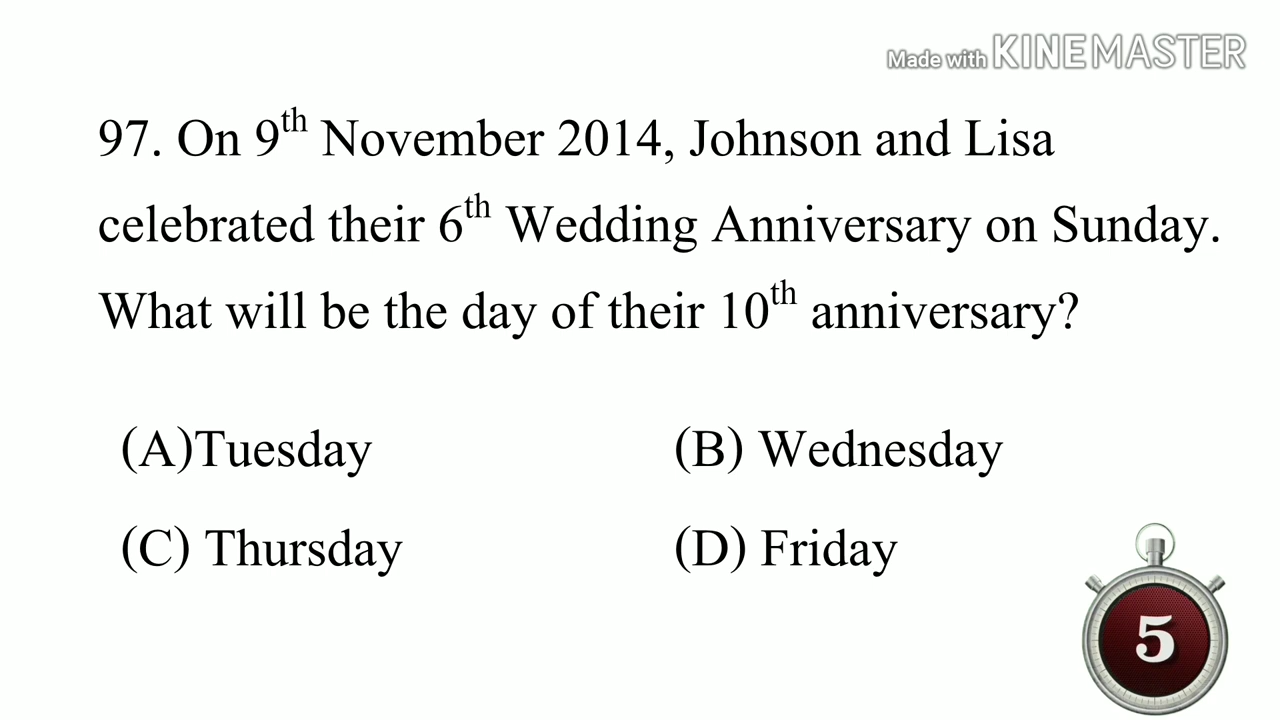 Made with KINEMASTER
97. On 9th November 2014, Johnson and Lisa
celebrated their 6th Wedding Anniversary on Sunday.
What will be the day of their 10th anniversary?
(A)Tuesday (B) Wednesday
(C) Thursday (D) Friday
5